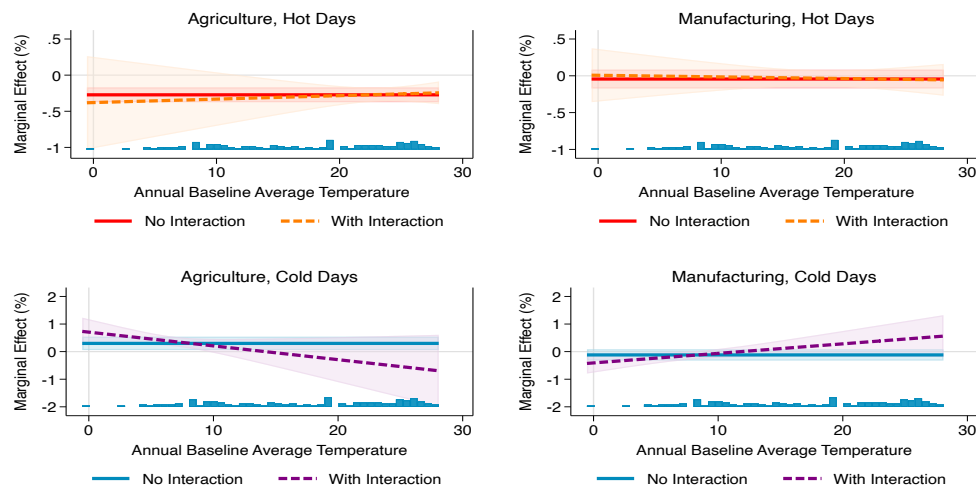 Agriculture, Hot Days
Marginal Effect (%)
.5
0
-.5
-1
0 10 20 30
Annual Baseline Average Temperature
No Interaction With Interaction
Manufacturing, Hot Days
Marginal Effect (%)
.5
0
-.5
-1
0 10 20 30
Annual Baseline Average Temperature
No Interaction With Interaction
Agriculture, Cold Days
Marginal Effect (%)
2
1
0
-1
-2
0 10 20 30
Annual Baseline Average Temperature
No Interaction With Interaction
Manufacturing, Cold Days
Marginal Effect (%)
2
1
0
-1
-2
0 10 20 30
Annual Baseline Average Temperature
No Interaction With Interaction